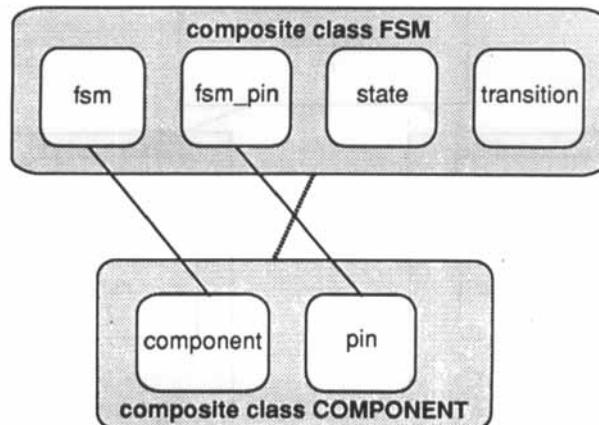 composite class FSM
fsm
fsm_pin
state
transition
component
pin
composite class COMPONENT